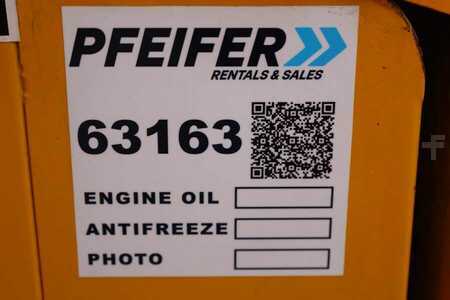 PFEIFER
RENTALS & SALES
63163
ENGINE OIL
ANTIFREEZE
PHOTO